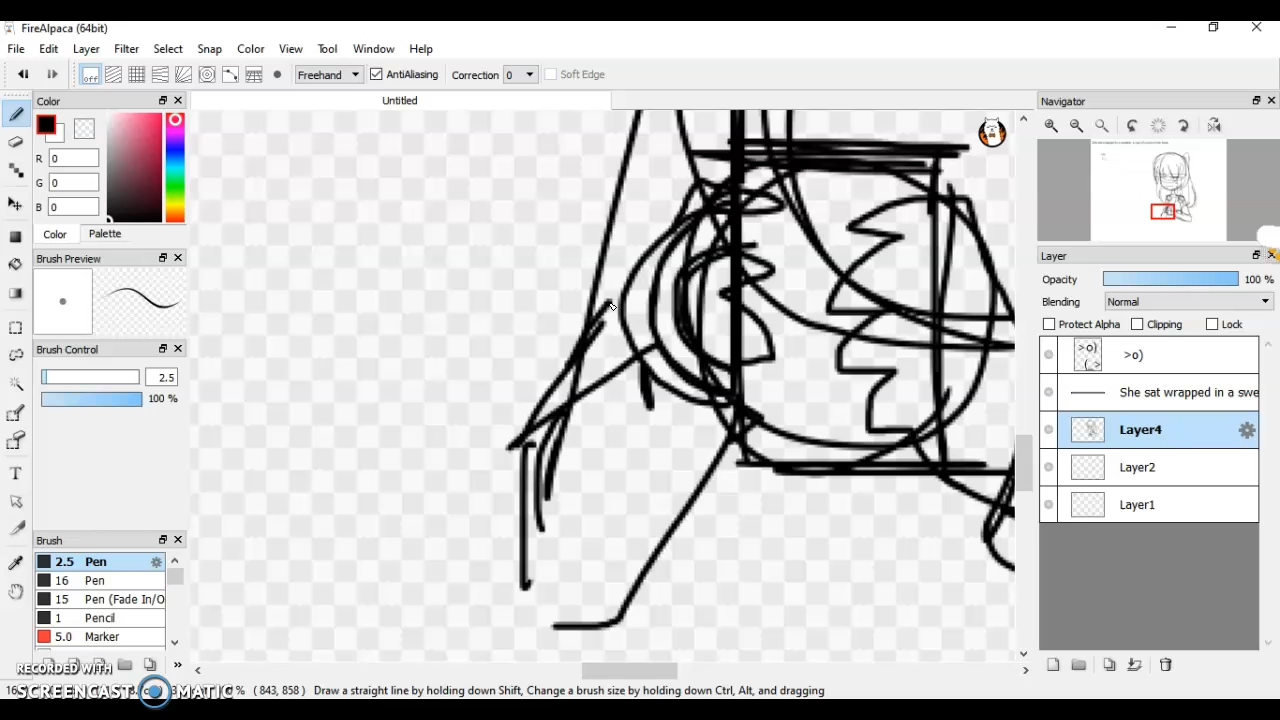 FireAlpaca (64bit)
File Edit Layer Filter Select Snap Color View Tool Window Help
off Freehand AntiAliasing Correction 0 Soft Edge
Color
Untitled
Navigator
R 0
G 0
B 0
Color Palette
Brush Preview
Layer
Opacity 100 %
Blending Normal
Protect Alpha Clipping Lock
Brush Control
2.5
100 %
>o)
(_>
>o)
She sat wrapped in a swe
Layer4
Layer2
Layer1
Brush
2.5 Pen
16 Pen
15 Pen (Fade In/O
1 Pencil
5.0 Marker
RECORDED WITH
SCREENCAST MATIC
% ( 843, 858 ) Draw a straight line by holding down Shift, Change a brush size by holding down Ctrl, Alt, and dragging